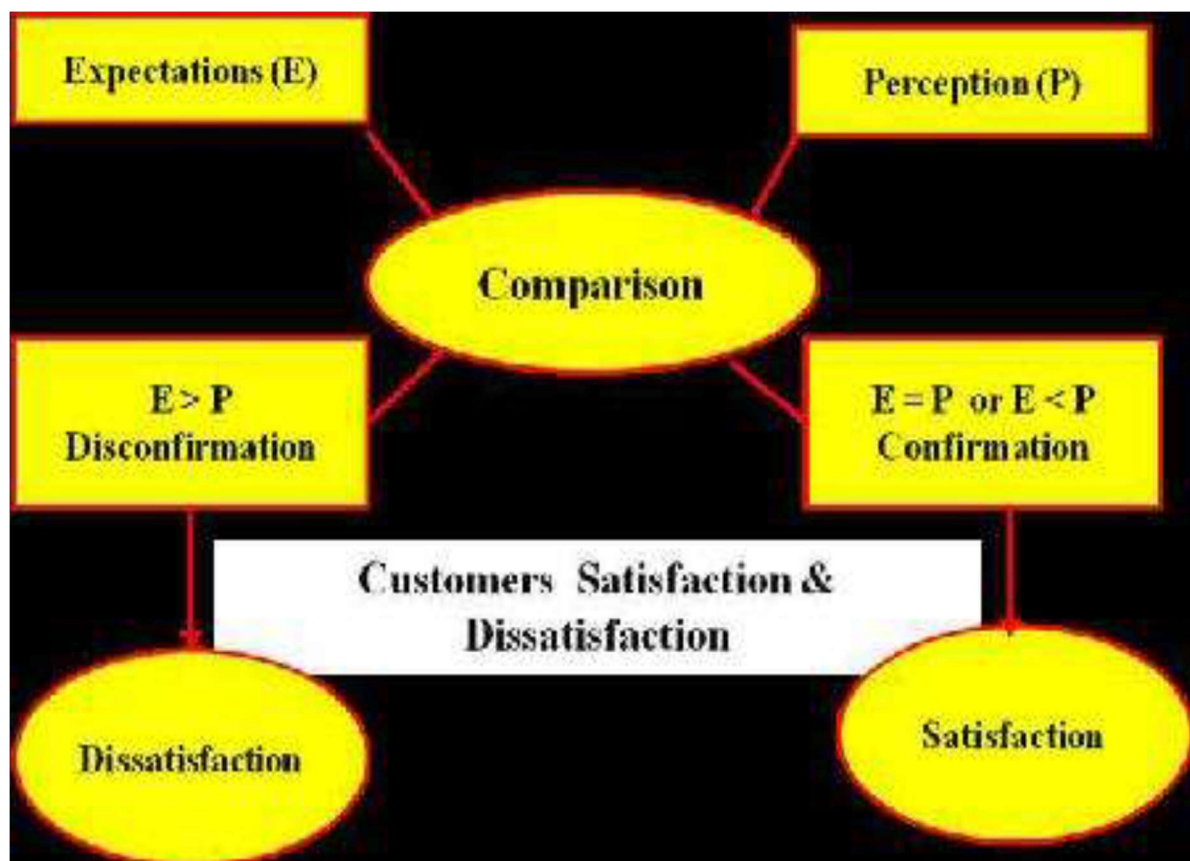 Expectations (E)
Perception (P)
Comparison
E > P
Disconfirmation
E = P or E < P
Confirmation
Customers Satisfaction &
Dissatisfaction
Dissatisfaction
Satisfaction